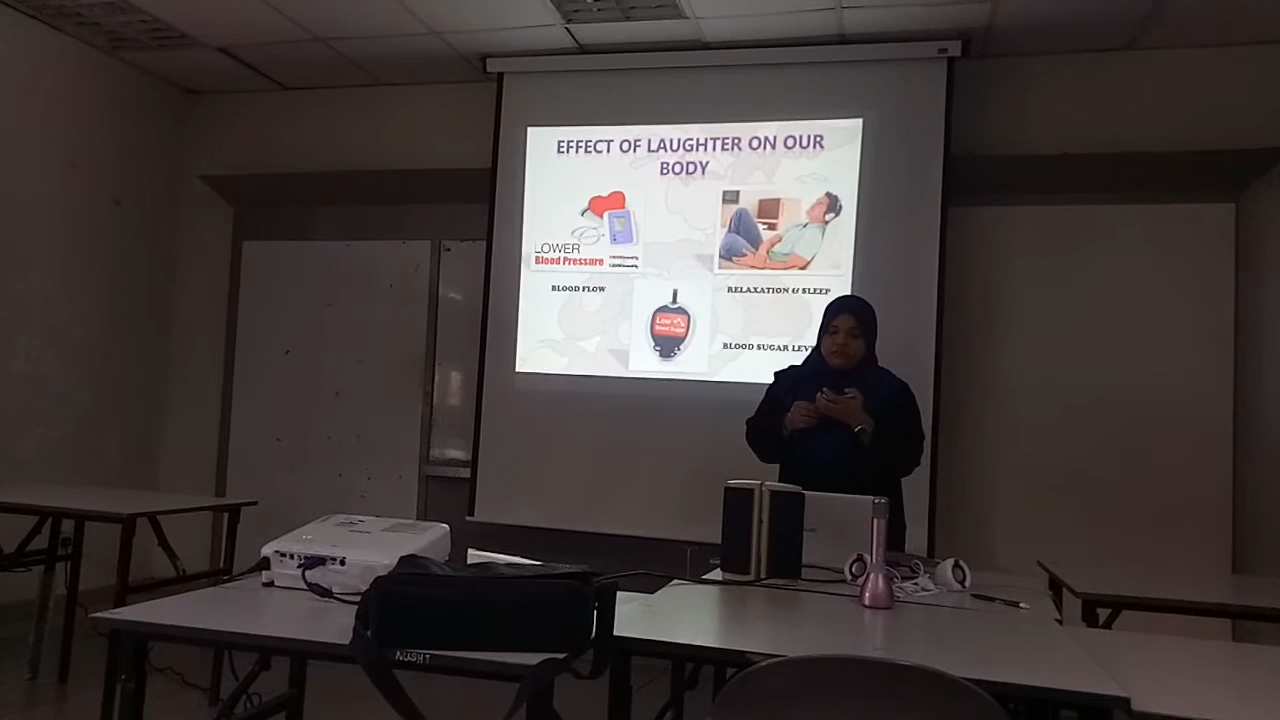 EFFECT OF LAUGHTER ON OUR
BODY
LOWER
Blood Pressure
BLOOD FLOW
RELAXATION & SLEEP
Low
Blood Sugar
BLOOD SUGAR LEV
NUSHT